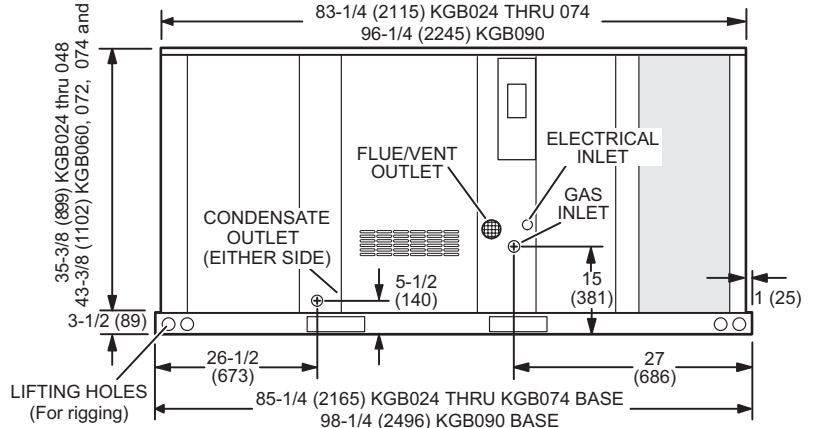 83-1/4 (2115) KGB024 THRU 074
96-1/4 (2245) KGB090
35-3/8 (899) KGB024 thru 048
43-3/8 (1102) KGB060, 072, 074 and
FLUE/VENT
OUTLET
ELECTRICAL
INLET
GAS
INLET
CONDENSATE
OUTLET
(EITHER SIDE)
5-1/2
(140)
15
(381)
1 (25)
3-1/2 (89)
26-1/2
(673)
27
(686)
LIFTING HOLES
(For rigging)
85-1/4 (2165) KGB024 THRU KGB074 BASE
98-1/4 (2496) KGB090 BASE